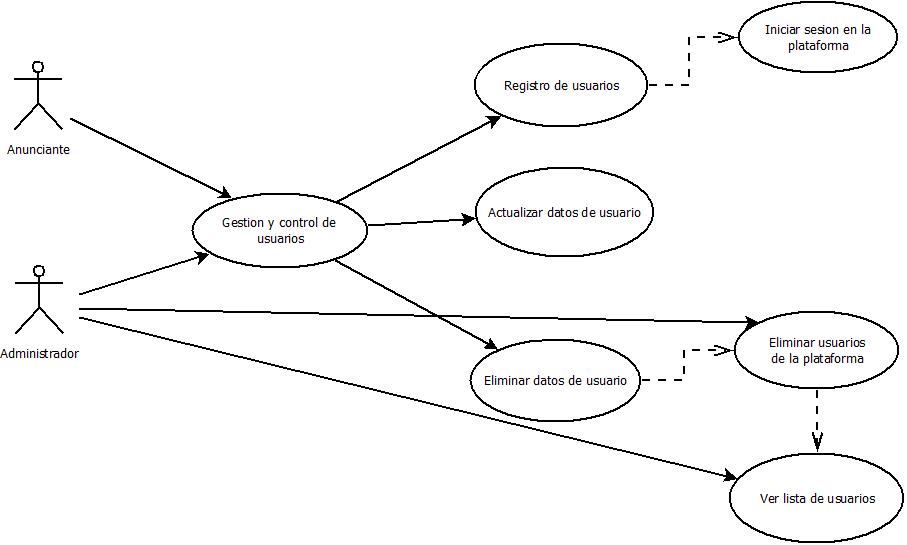 Iniciar sesion en la
plataforma
Registro de usuarios
Anunciante
Actualizar datos de usuario
Gestion y control de
usuarios
Administrador
Eliminar usuarios
de la plataforma
Eliminar datos de usuario
Ver lista de usuarios